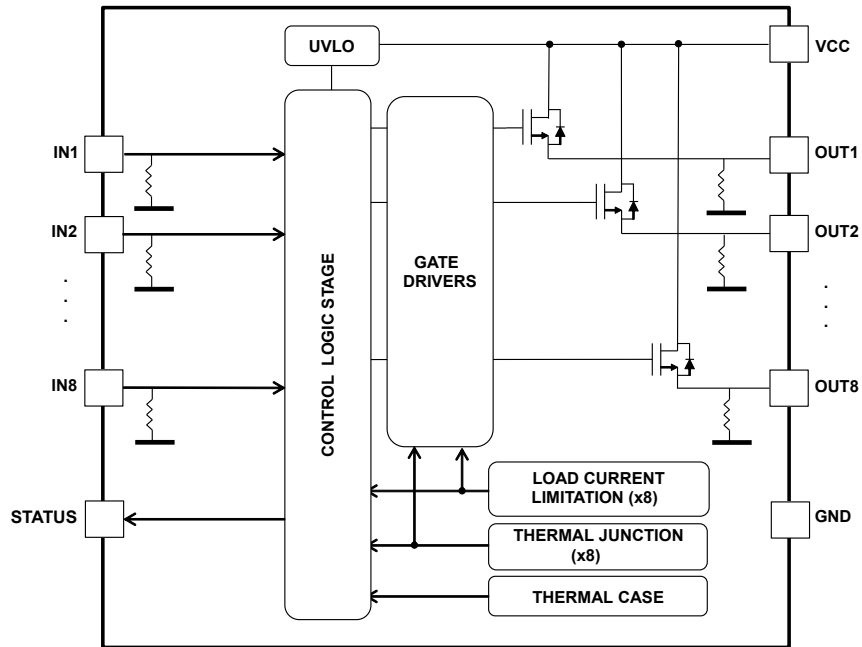 UVLO
VCC
IN1
OUT1
IN2
OUT2
GATE
DRIVERS
CONTROL LOGIC STAGE
IN8
OUT8
LOAD CURRENT
LIMITATION (x8)
STATUS
GND
THERMAL JUNCTION
(x8)
THERMAL CASE